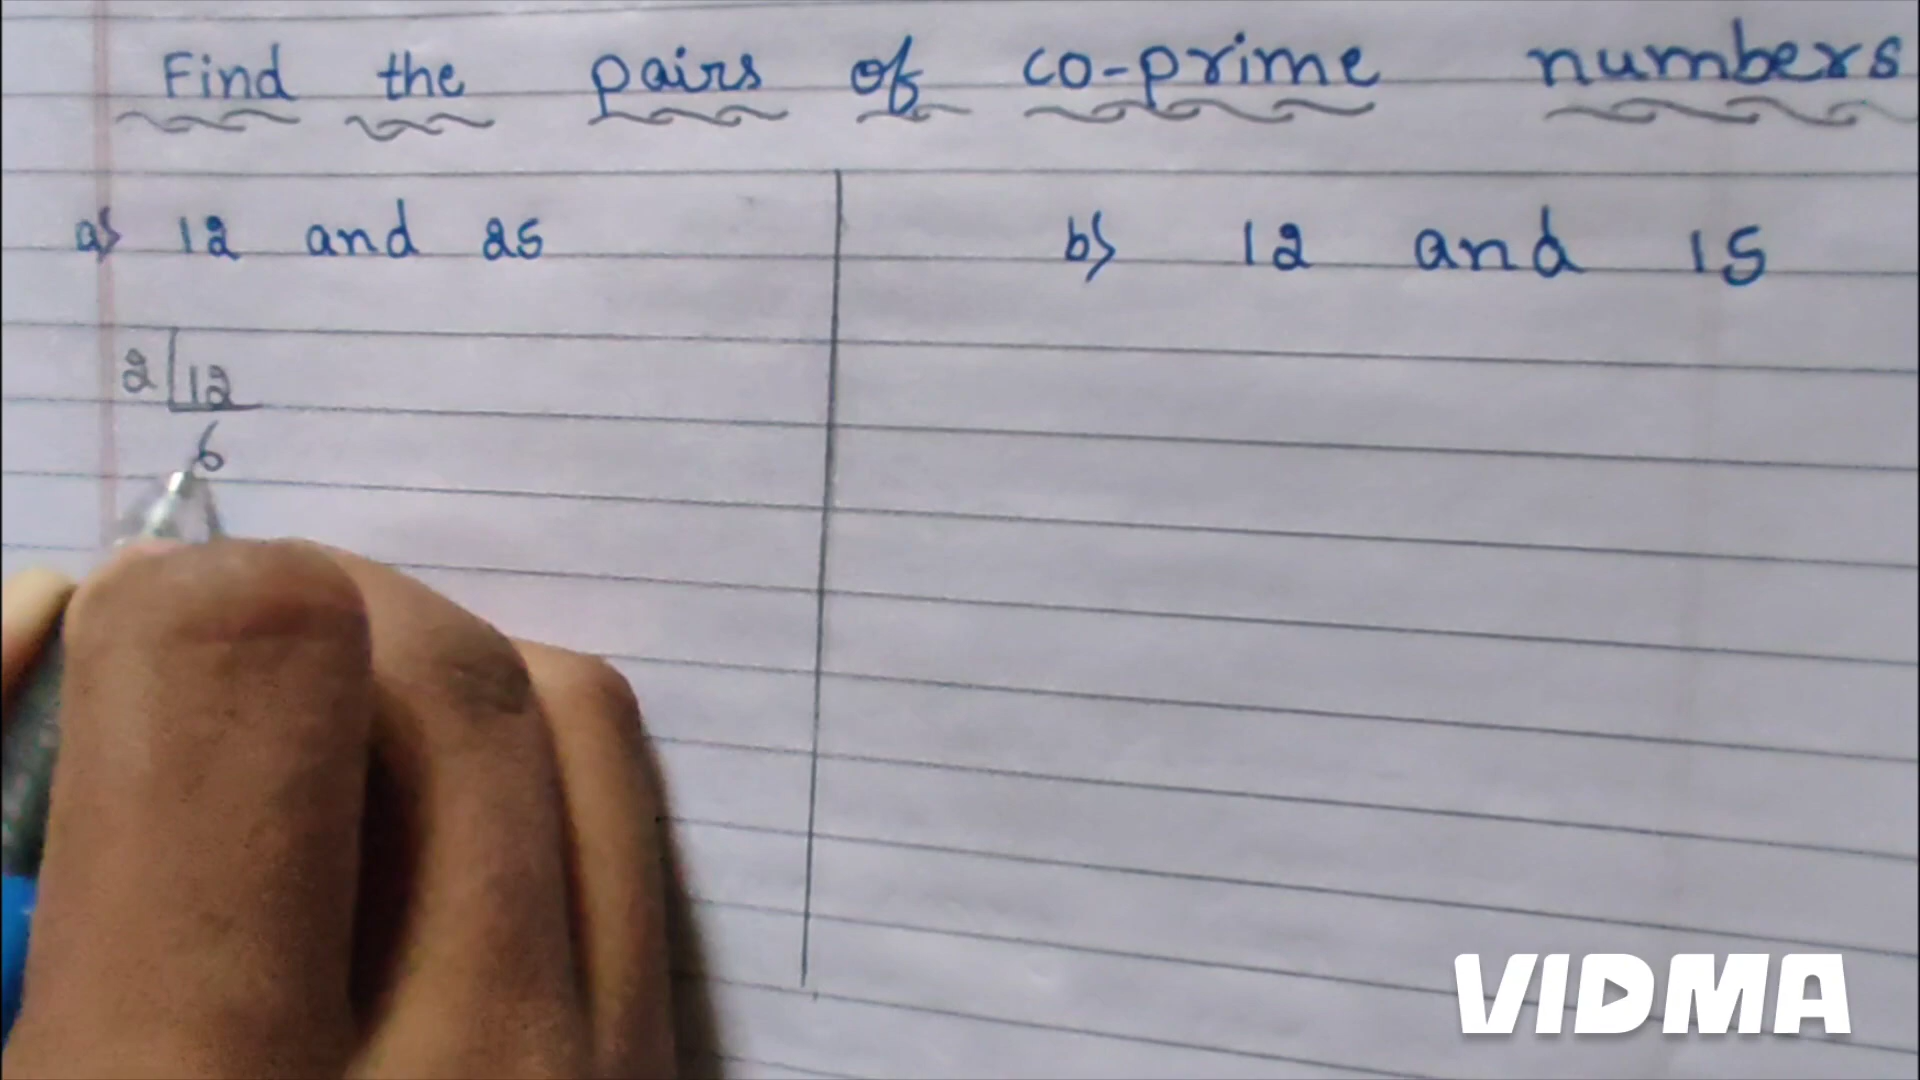 Find the pairs of co-prime numbers
a) 12 and 25
b) 12 and 15
2 12
6
VIDMA